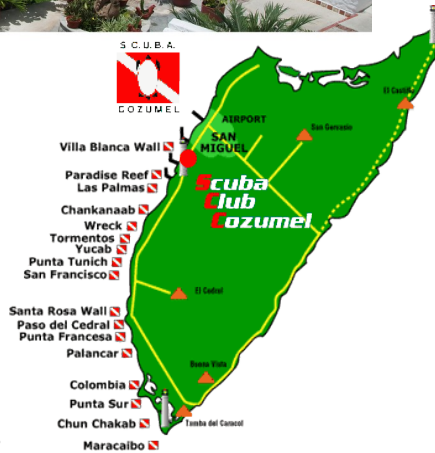 S.C.U.B.A.
COZUMEL
El Castillo
AIRPORT
San Gervasio
SAN
MIGUEL
Villa Blanca Wall
Paradise Reef
Las Palmas
Scuba
Club
Cozumel
Chankanaab
Wreck
Tormentos
Yucab
Punta Tunich
San Francisco
El Cedral
Santa Rosa Wall
Paso del Cedral
Punta Francesa
Palancar
Buena Vista
Colombia
Punta Sur
Chun Chakab
Tumba del Caracol
Maracaibo